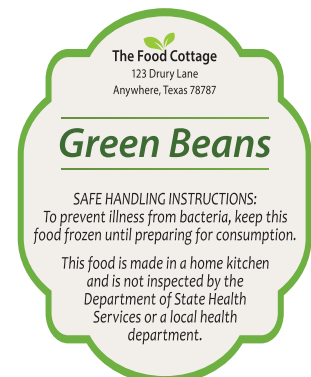 The Food Cottage
123 Drury Lane
Anywhere, Texas 78787
Green Beans
SAFE HANDLING INSTRUCTIONS:
To prevent illness from bacteria, keep this
food frozen until preparing for consumption.
This food is made in a home kitchen
and is not inspected by the
Department of State Health
Services or a local health
department.